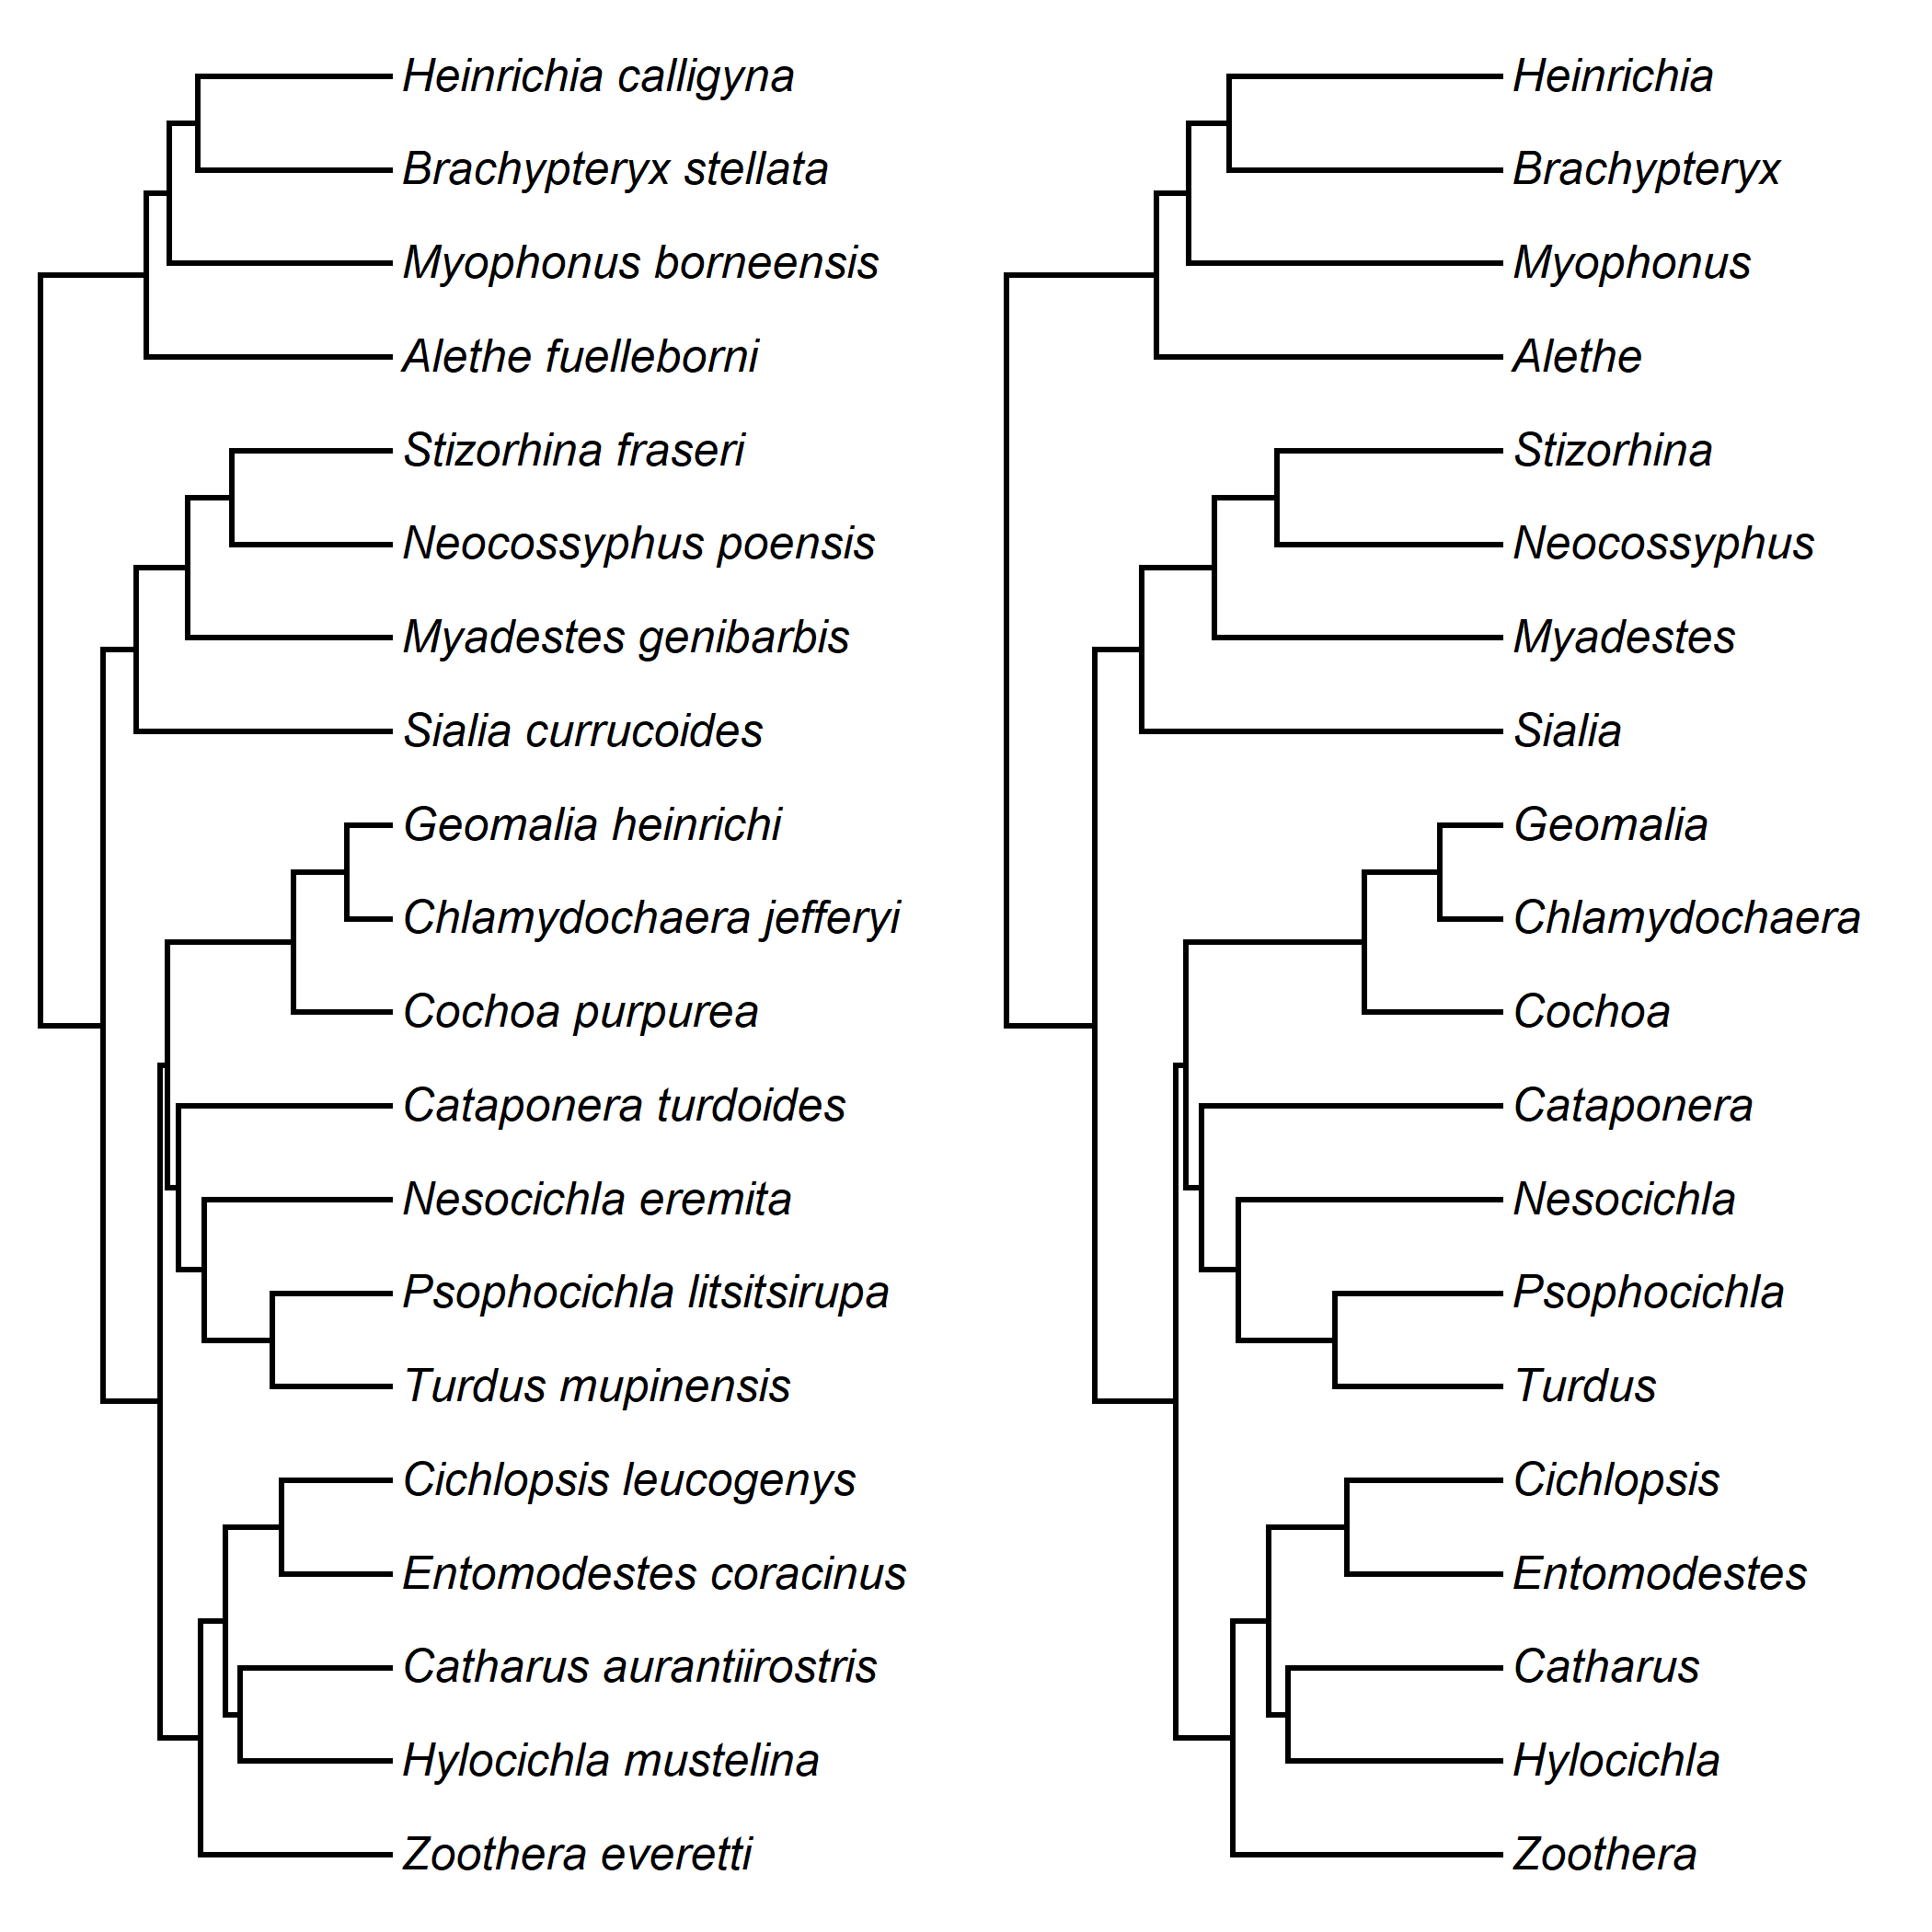 Heinrichia calligyna
Brachypteryx stellata
Myophonus borneensis
Alethe fuelleborni
Stizorhina fraseri
Neocossyphus poensis
Myadestes genibarbis
Sialia currucoides
Geomalia heinrichi
Chlamydochaera jefferyi
Cochoa purpurea
Cataponera turdoides
Nesocichla eremita
Psophocichla litsitsirupa
Turdus mupinensis
Cichlopsis leucogenys
Entomodestes coracinus
Catharus aurantiirostris
Hylocichla mustelina
Zoothera everetti
Heinrichia
Brachypteryx
Myophonus
Alethe
Stizorhina
Neocossyphus
Myadestes
Sialia
Geomalia
Chlamydochaera
Cochoa
Cataponera
Nesocichla
Psophocichla
Turdus
Cichlopsis
Entomodestes
Catharus
Hylocichla
Zoothera